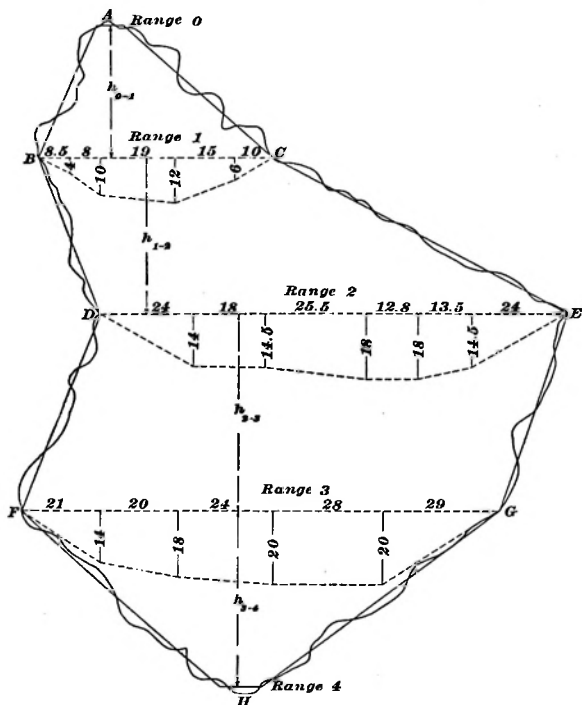 A Range 0
h0-1
Range 1
B 8.5 8 19 15 10 C
4 10 12 6
h1-2
Range 2
D 24 18 25.5 12.8 13.5 24 E
14 14.5 18 18 14.5
h2-3
Range 3
21 20 24 28 29
F G
14 18 20 20
h3-4
Range 4
H